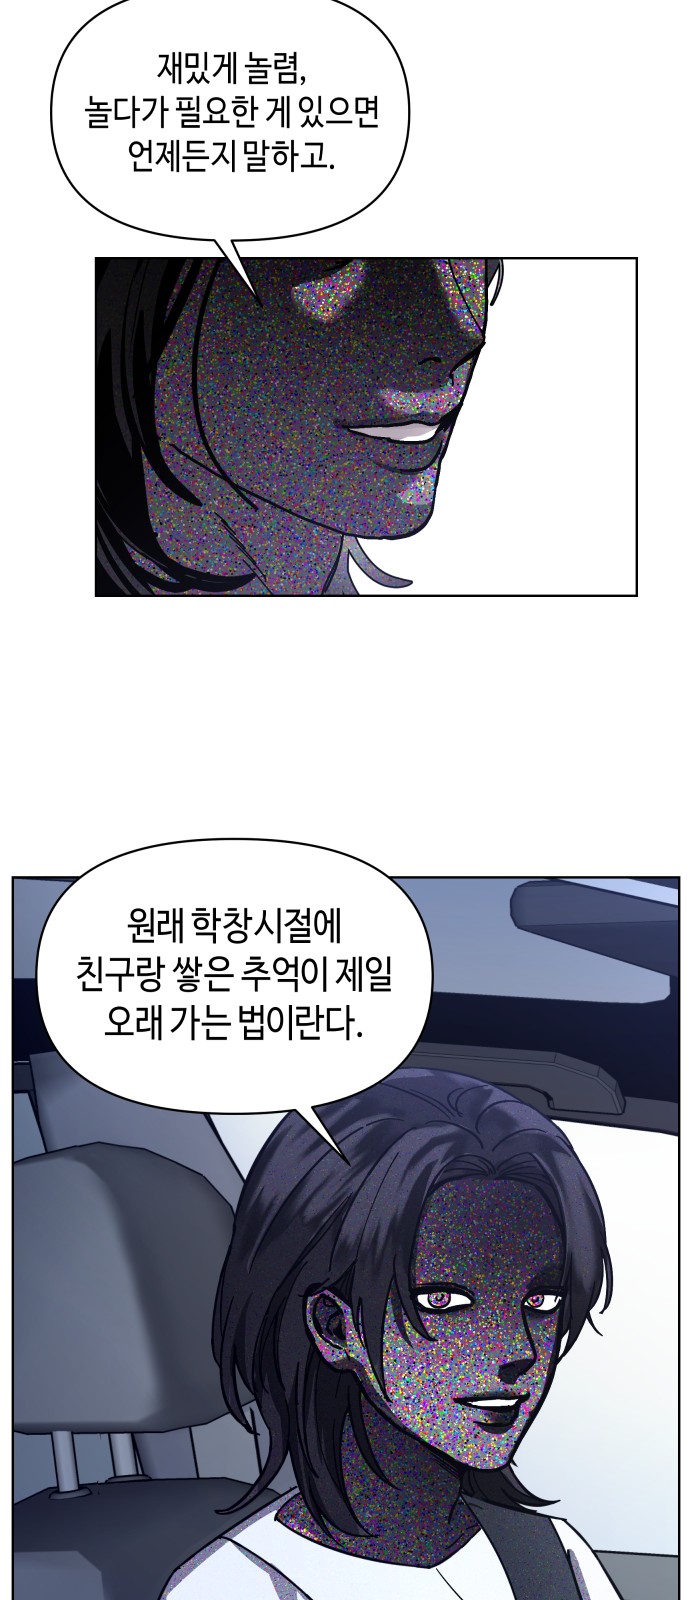 재밌게 놀렴,
놀다가 필요한 게 있으면
언제든지 말하고.
원래 학창시절에
친구랑 쌓은 추억이 제일
오래 가는 법이란다.